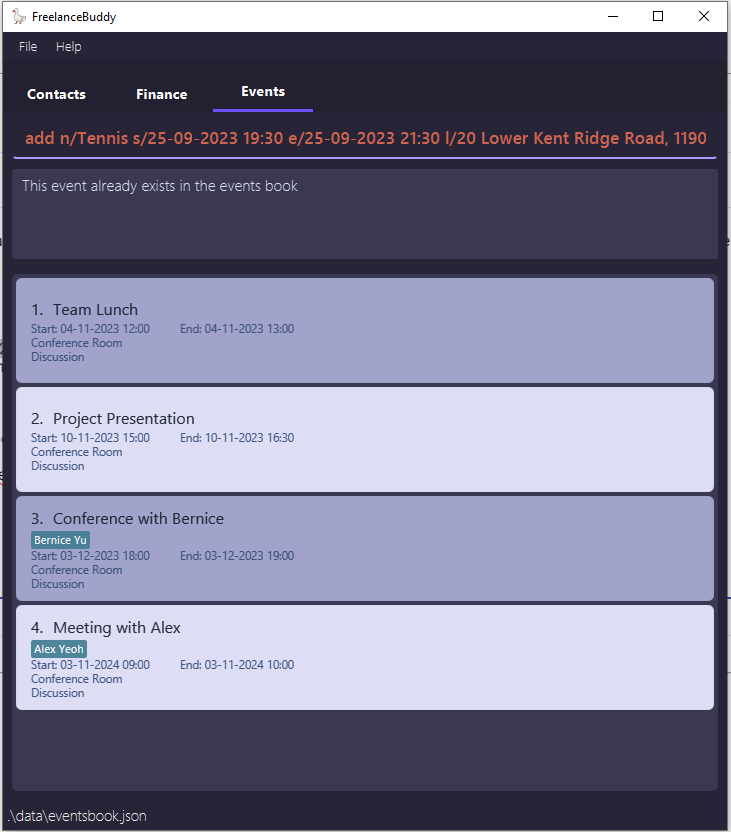 FreelanceBuddy
File Help
Contacts Finance Events
add n/Tennis s/25-09-2023 19:30 e/25-09-2023 21:30 l/20 Lower Kent Ridge Road, 1190
This event already exists in the events book
1. Team Lunch
Start: 04-11-2023 12:00 End: 04-11-2023 13:00
Conference Room
Discussion
2. Project Presentation
Start: 10-11-2023 15:00 End: 10-11-2023 16:30
Conference Room
Discussion
3. Conference with Bernice
Bernice Yu
Start: 03-12-2023 18:00 End: 03-12-2023 19:00
Conference Room
Discussion
4. Meeting with Alex
Alex Yeoh
Start: 03-11-2024 09:00 End: 03-11-2024 10:00
Conference Room
Discussion
.\data\eventsbook.json